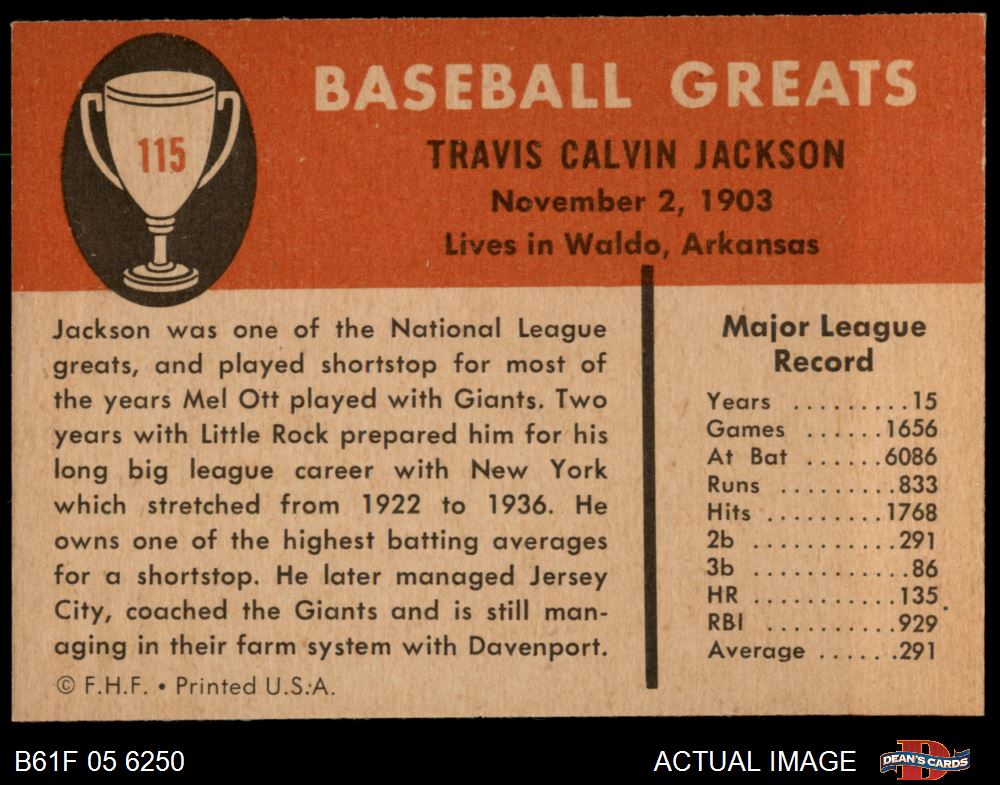 115
BASEBALL GREATS
TRAVIS CALVIN JACKSON
November 2, 1903
Lives in Waldo, Arkansas
Jackson was one of the National League
greats, and played shortstop for most of
the years Mel Ott played with Giants. Two
years with Little Rock prepared him for his
long big league career with New York
which stretched from 1922 to 1936. He
owns one of the highest batting averages
for a shortstop. He later managed Jersey
City, coached the Giants and is still man-
aging in their farm system with Davenport.
© F.H.F. • Printed U.S.A.
Major League
Record
Years .........15
Games ......1656
At Bat ......6086
Runs .........833
Hits .........1768
2b ...........291
3b ............86
HR ...........135
RBI ..........929
Average ......291
B61F 05 6250
ACTUAL IMAGE
D
DEAN'S CARDS